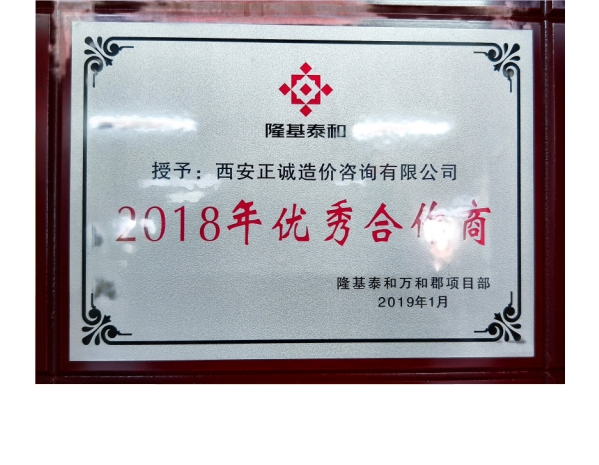 隆基泰和
授予：西安正诚造价咨询有限公司
2018年优秀合作商
隆基泰和万和郡项目部
2019年1月